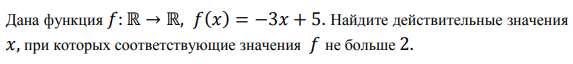 Дана функция f: ℝ → ℝ, f(x) = −3x + 5. Найдите действительные значения
x, при которых соответствующие значения f не больше 2.